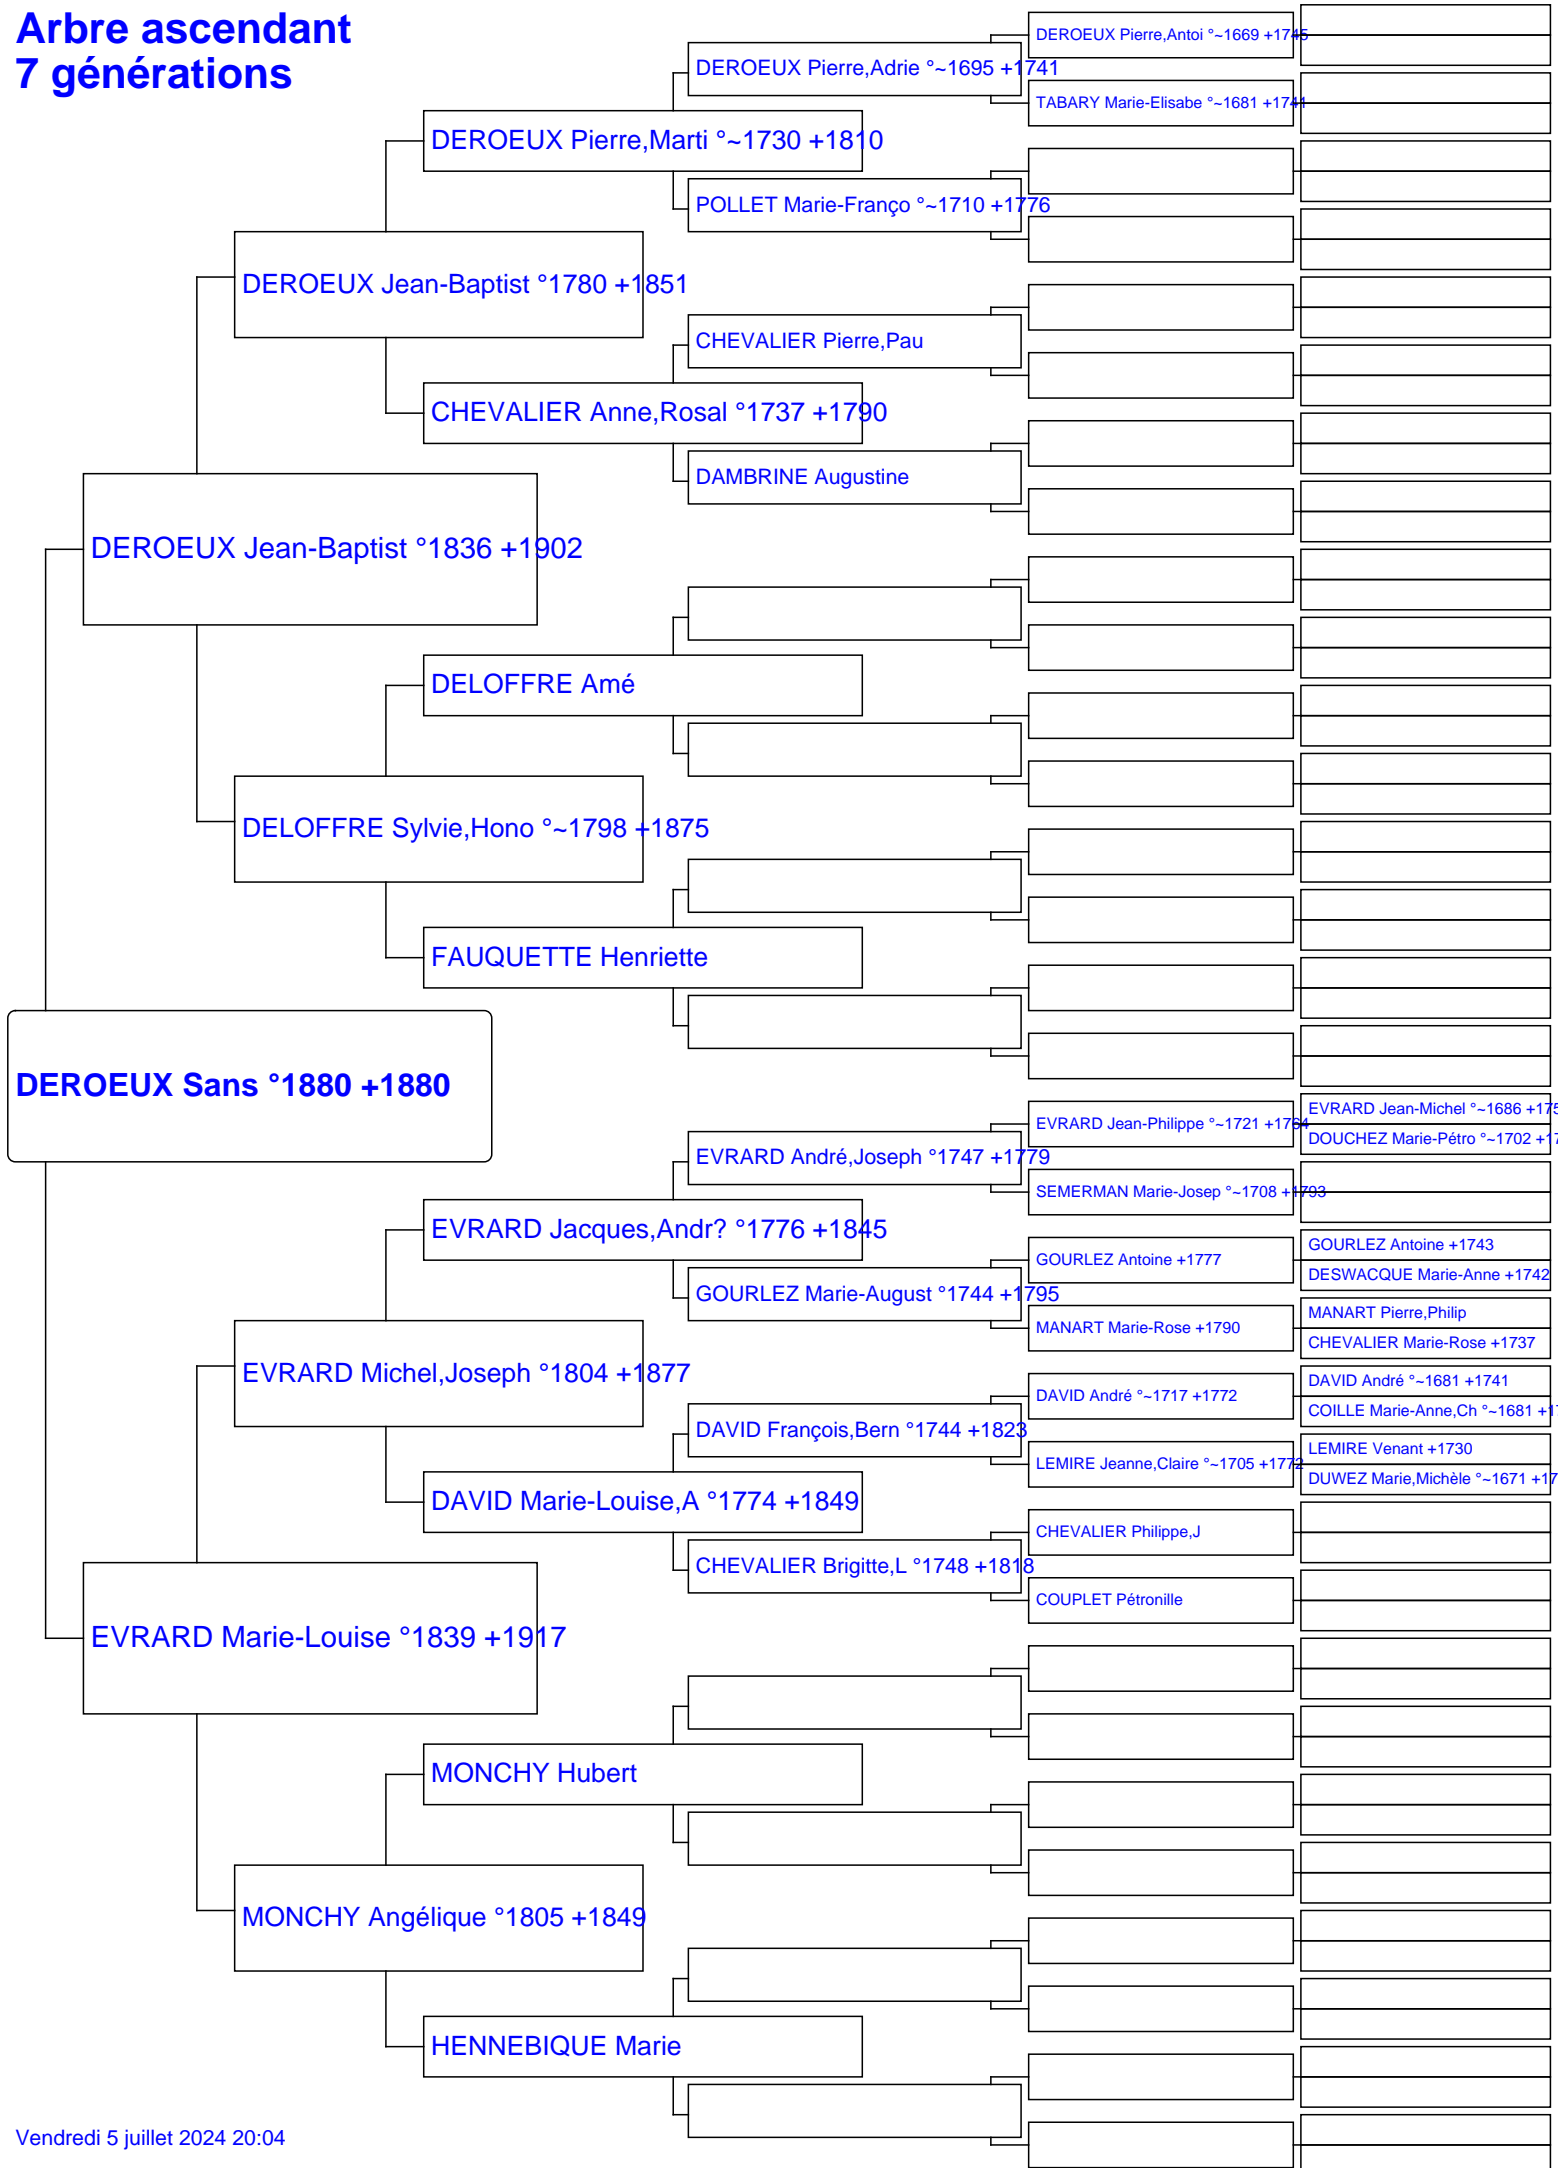 Arbre ascendant
7 générations
DEROEUX Pierre,Antoi °~1669 +1745
DEROEUX Pierre,Adrie °~1695 +1741
TABARY Marie-Elisabe °~1681 +1741
DEROEUX Pierre,Marti °~1730 +1810
POLLET Marie-Franço °~1710 +1776
DEROEUX Jean-Baptist °1780 +1851
CHEVALIER Pierre,Pau
CHEVALIER Anne,Rosal °1737 +1790
DAMBRINE Augustine
DEROEUX Jean-Baptist °1836 +1902
DELOFFRE Amé
DELOFFRE Sylvie,Hono °~1798 +1875
FAUQUETTE Henriette
DEROEUX Sans °1880 +1880
EVRARD Jean-Michel °~1686 +175
EVRARD Jean-Philippe °~1721 +1764
DOUCHEZ Marie-Pétro °~1702 +17
EVRARD André,Joseph °1747 +1779
SEMERMAN Marie-Josep °~1708 +1793
EVRARD Jacques,Andr? °1776 +1845
GOURLEZ Antoine +1743
GOURLEZ Antoine +1777
DESWACQUE Marie-Anne +1742
GOURLEZ Marie-August °1744 +1795
MANART Pierre,Philip
MANART Marie-Rose +1790
CHEVALIER Marie-Rose +1737
EVRARD Michel,Joseph °1804 +1877
DAVID André °~1681 +1741
DAVID André °~1717 +1772
COILLE Marie-Anne,Ch °~1681 +17
DAVID François,Bern °1744 +1823
LEMIRE Venant +1730
LEMIRE Jeanne,Claire °~1705 +1772
DUWEZ Marie,Michèle °~1671 +17
DAVID Marie-Louise,A °1774 +1849
CHEVALIER Philippe,J
CHEVALIER Brigitte,L °1748 +1818
COUPLET Pétronille
EVRARD Marie-Louise °1839 +1917
MONCHY Hubert
MONCHY Angélique °1805 +1849
HENNEBIQUE Marie
Vendredi 5 juillet 2024 20:04